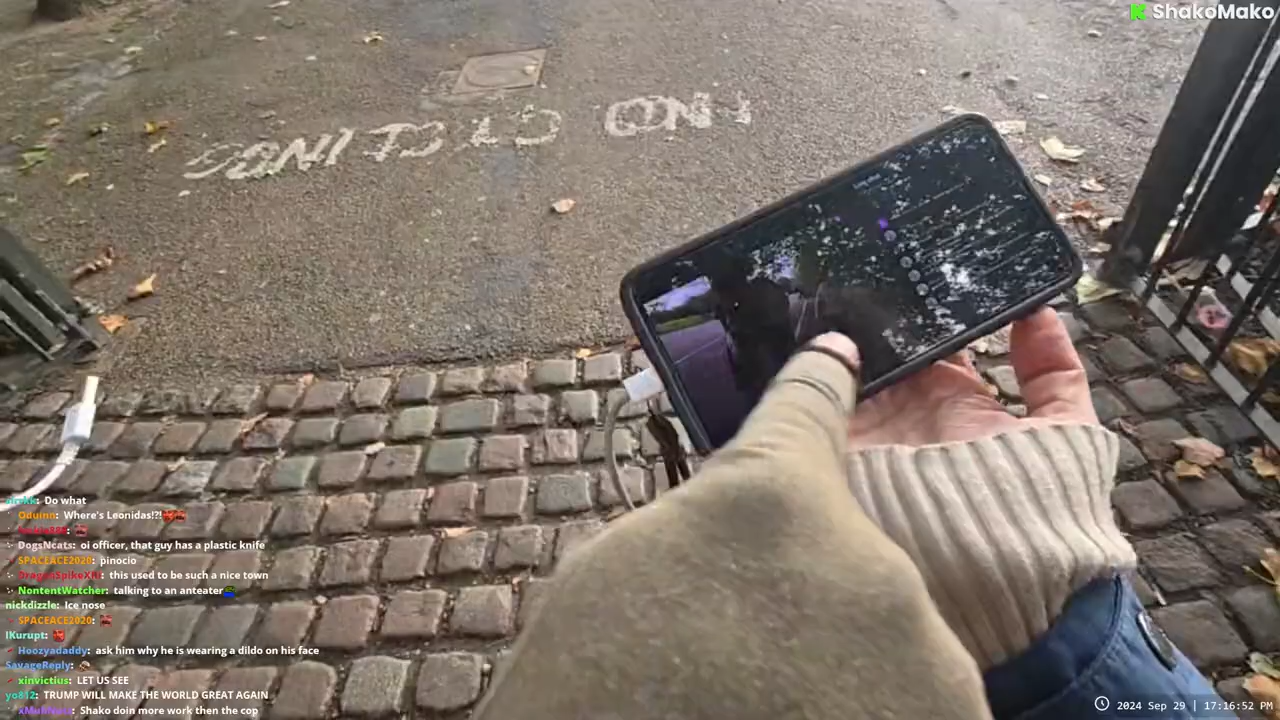 ShakoMako
NO CYCLING
Do what
Oduinn: Where's Leonidas!?!
DogsNcats: oi officer, that guy has a plastic knife
SPACEACE2020: pinocio
DragonSpikeXIII: this used to be such a nice town
NontentWatcher: talking to an anteater
nickdizzle: Ice nose
SPACEACE2020:
IKurupt:
Hoozyadaddy: ask him why he is wearing a dildo on his face
SavageReply:
xinvictius: LET US SEE
yo812: TRUMP WILL MAKE THE WORLD GREAT AGAIN
Shako doin more work then the cop
2024 Sep 29 | 17:16:52 PM